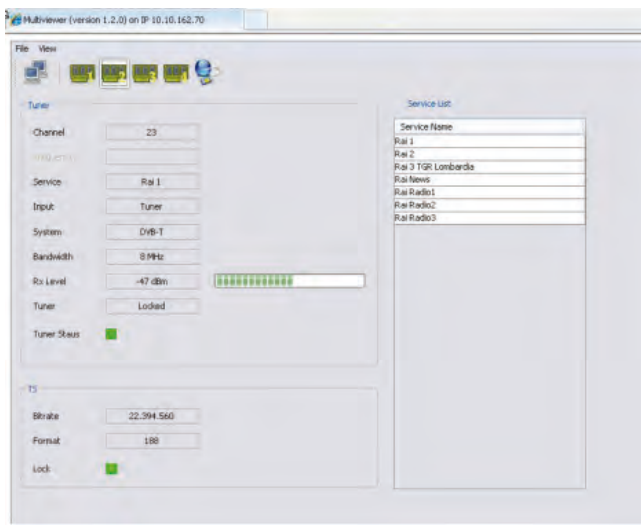 Multiviewer (version 1.2.0) on IP 10.10.162.70
File View
Tuner
Channel 23
Service Rai 1
Input Tuner
System DVB-T
Bandwidth 8 MHz
Rx Level -47 dBm
Tuner Locked
Tuner Staus
TS
Bitrate 22.394.560
Format 188
Lock
Service List
Service Name
Rai 1
Rai 2
Rai 3 TGR Lombardia
Rai News
Rai Radio1
Rai Radio2
Rai Radio3